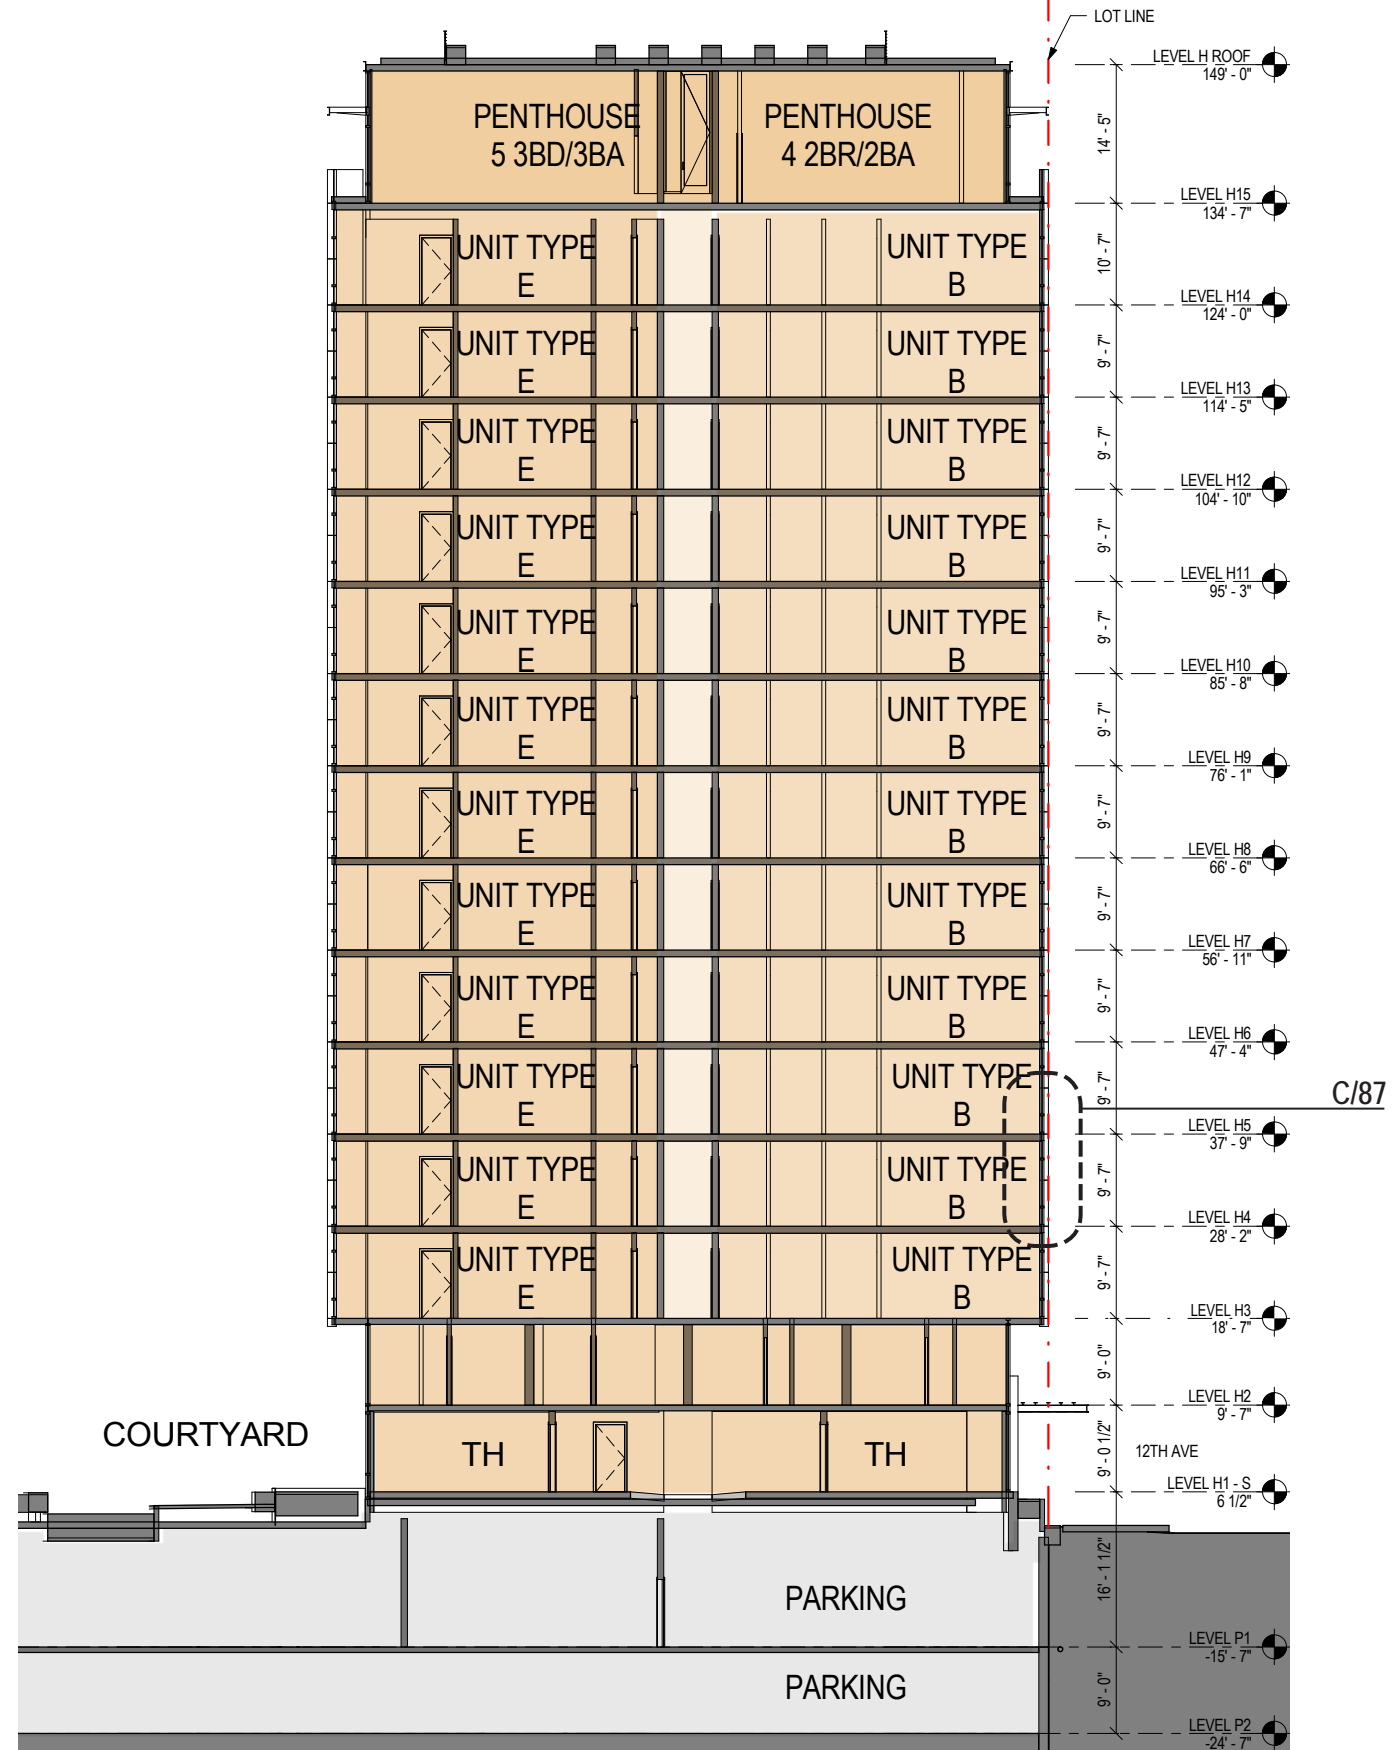 LOT LINE
LEVEL H ROOF
149' - 0"
14' - 5"
PENTHOUSE
5 3BD/3BA
PENTHOUSE
4 2BR/2BA
LEVEL H15
134' - 7"
10' - 7"
UNIT TYPE
E
UNIT TYPE
B
LEVEL H14
124' - 0"
9' - 7"
UNIT TYPE
E
UNIT TYPE
B
LEVEL H13
114' - 5"
9' - 7"
UNIT TYPE
E
UNIT TYPE
B
LEVEL H12
104' - 10"
9' - 7"
UNIT TYPE
E
UNIT TYPE
B
LEVEL H11
95' - 3"
9' - 7"
UNIT TYPE
E
UNIT TYPE
B
LEVEL H10
85' - 8"
9' - 7"
UNIT TYPE
E
UNIT TYPE
B
LEVEL H9
76' - 1"
9' - 7"
UNIT TYPE
E
UNIT TYPE
B
LEVEL H8
66' - 6"
9' - 7"
UNIT TYPE
E
UNIT TYPE
B
LEVEL H7
56' - 11"
9' - 7"
UNIT TYPE
E
UNIT TYPE
B
LEVEL H6
47' - 4"
9' - 7"
UNIT TYPE
E
UNIT TYPE
B
C/87
LEVEL H5
37' - 9"
9' - 7"
UNIT TYPE
E
UNIT TYPE
B
LEVEL H4
28' - 2"
9' - 7"
UNIT TYPE
E
UNIT TYPE
B
LEVEL H3
18' - 7"
9' - 0"
LEVEL H2
9' - 7"
COURTYARD
TH
TH
9' - 0 1/2"
12TH AVE
LEVEL H1 - S
6 1/2"
16' - 1 1/2"
PARKING
LEVEL P1
-15' - 7"
PARKING
9' - 0"
LEVEL P2
-24' - 7"